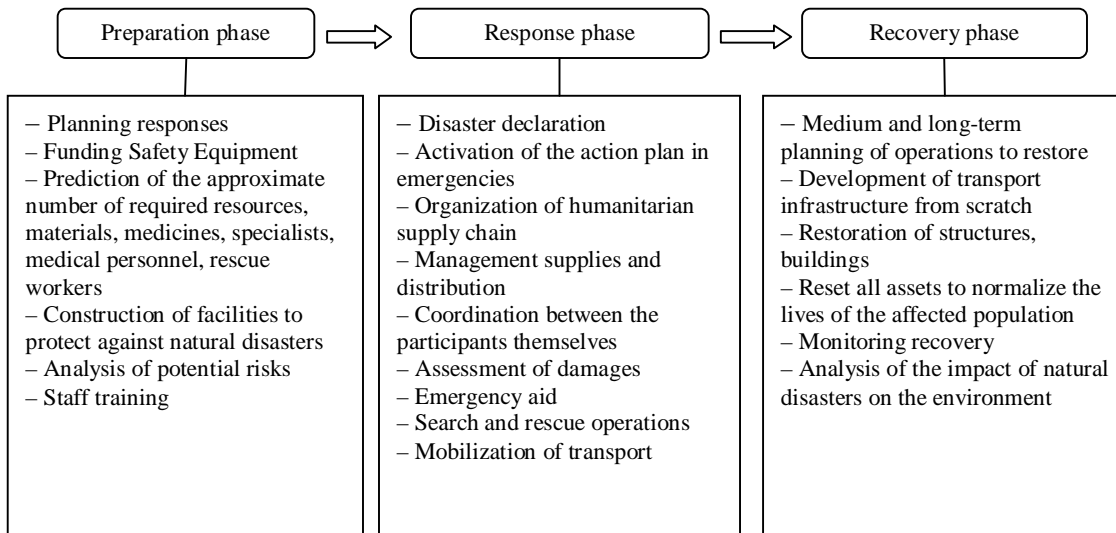 Preparation phase
Response phase
Recovery phase
– Planning responses
– Funding Safety Equipment
– Prediction of the approximate
number of required resources,
materials, medicines, specialists,
medical personnel, rescue
workers
– Construction of facilities to
protect against natural disasters
– Analysis of potential risks
– Staff training
– Disaster declaration
– Activation of the action plan in
emergencies
– Organization of humanitarian
supply chain
– Management supplies and
distribution
– Coordination between the
participants themselves
– Assessment of damages
– Emergency aid
– Search and rescue operations
– Mobilization of transport
– Medium and long-term
planning of operations to restore
– Development of transport
infrastructure from scratch
– Restoration of structures,
buildings
– Reset all assets to normalize the
lives of the affected population
– Monitoring recovery
– Analysis of the impact of natural
disasters on the environment